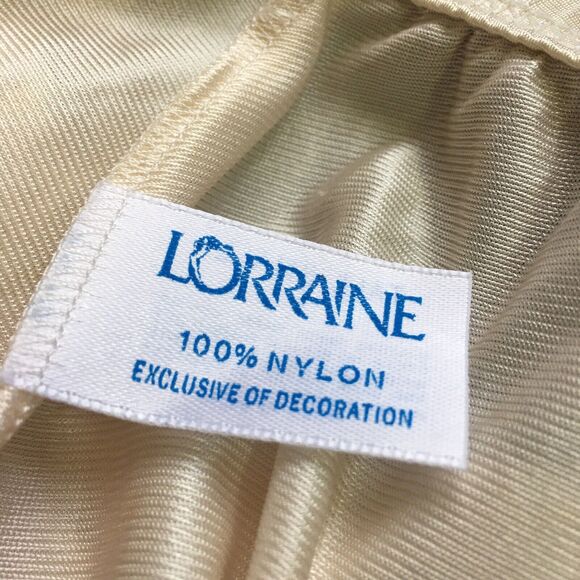 LORRAINE
100% NYLON
EXCLUSIVE OF DECORATION